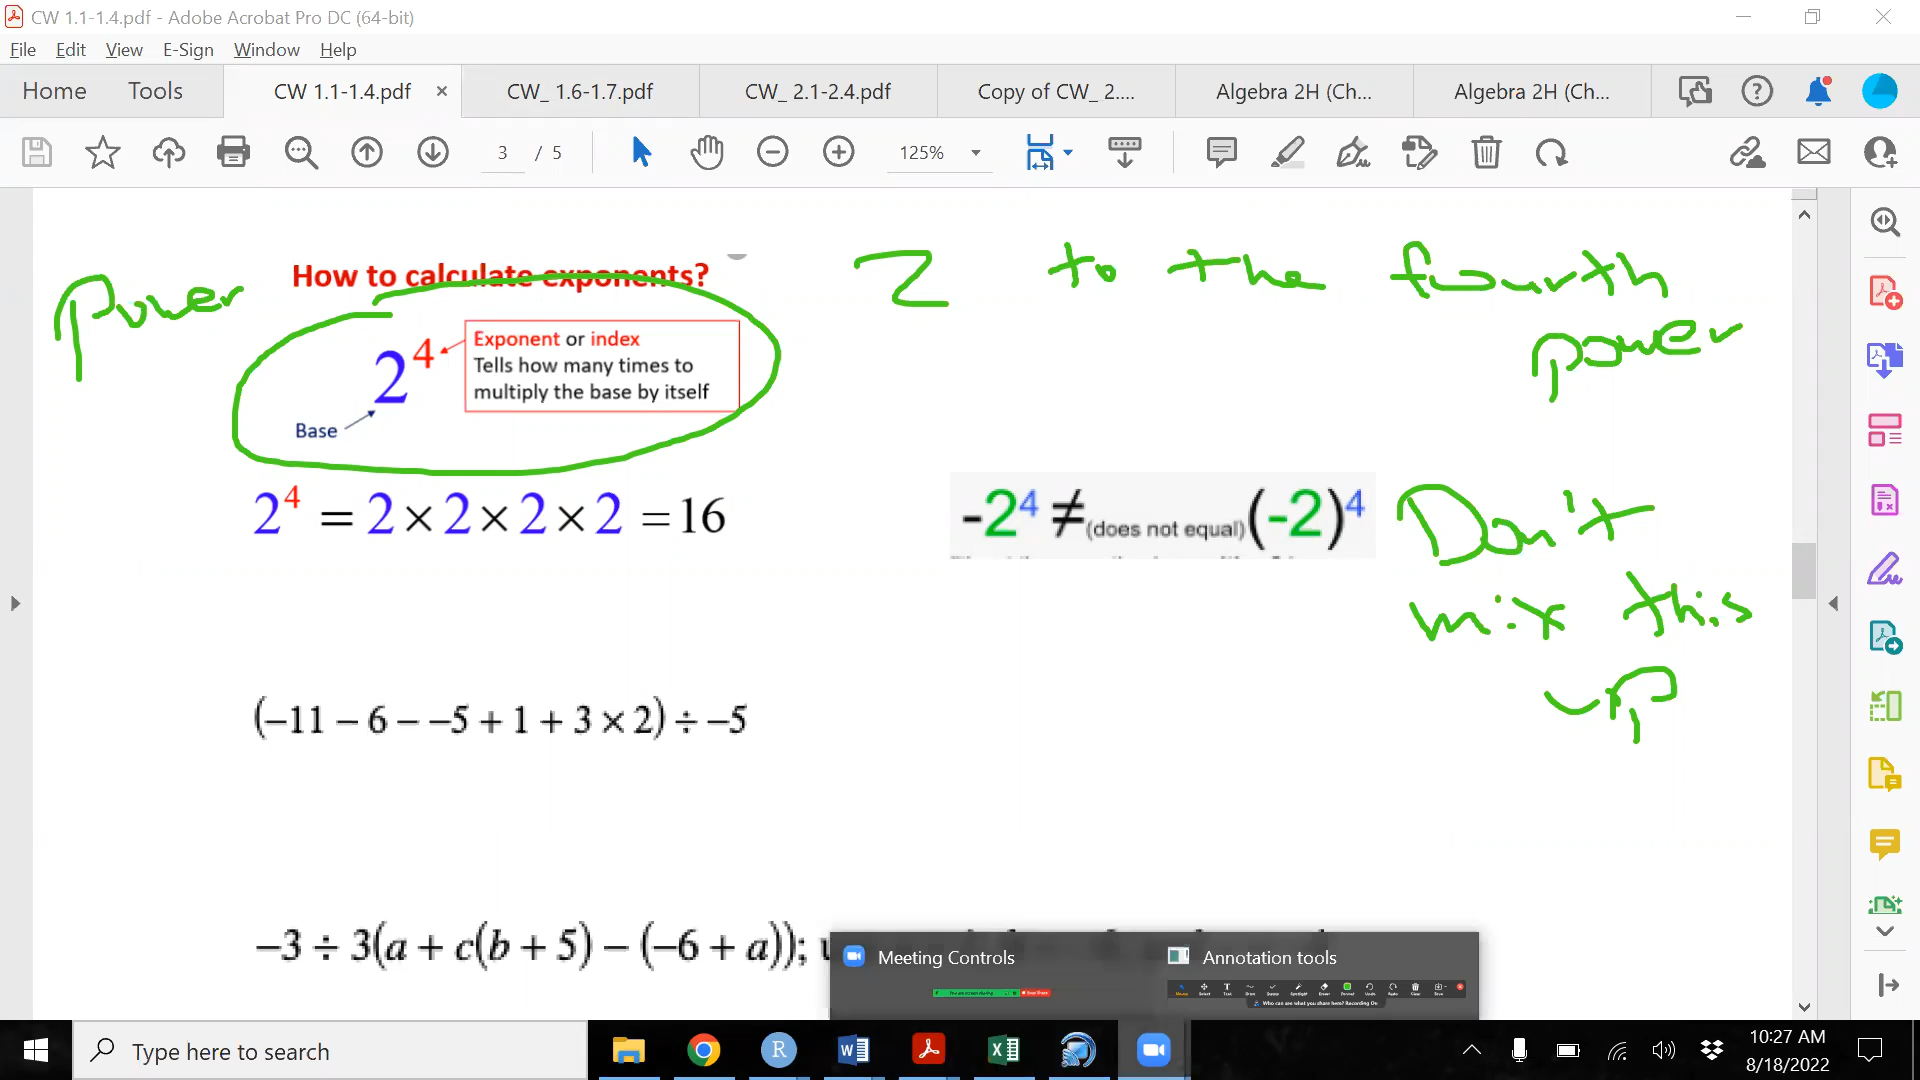 CW 1.1-1.4.pdf - Adobe Acrobat Pro DC (64-bit)
File Edit View E-Sign Window Help
Home Tools CW 1.1-1.4.pdf × CW_ 1.6-1.7.pdf CW_ 2.1-2.4.pdf Copy of CW_ 2.... Algebra 2H (Ch... Algebra 2H (Ch...
3 / 5 125%
Power How to calculate exponents? 2 to the fourth
power
2⁴ Exponent or index
Tells how many times to
multiply the base by itself
Base
2⁴ = 2 × 2 × 2 × 2 = 16
-2⁴ ≠ (does not equal) (-2)⁴
Don't
mix this
up
(−11 − 6 − −5 + 1 + 3 × 2) ÷ −5
−3 ÷ 3(a + c(b + 5) − (−6 + a));
Meeting Controls Annotation tools
Type here to search
10:27 AM
8/18/2022